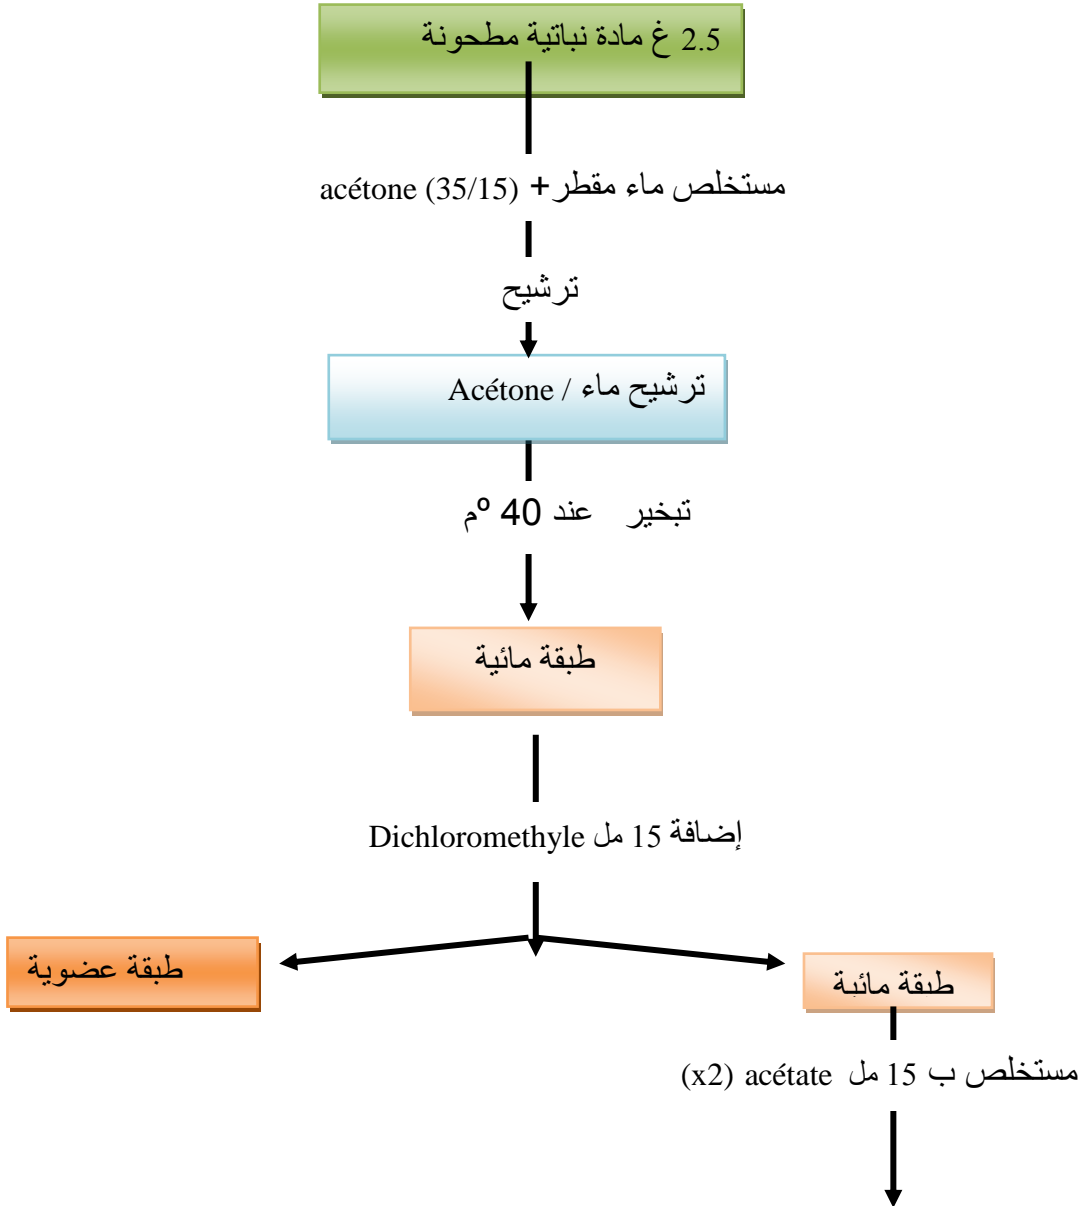 2.5 غ مادة نباتية مطحونة
مستخلص ماء مقطر+ acétone (35/15)
ترشيح
ترشيح ماء / Acétone
تبخير عند 40 ºم
طبقة مائية
إضافة 15 مل Dichloromethyle
طبقة عضوية
طبقة مائية
مستخلص ب 15 مل acétate (x2)